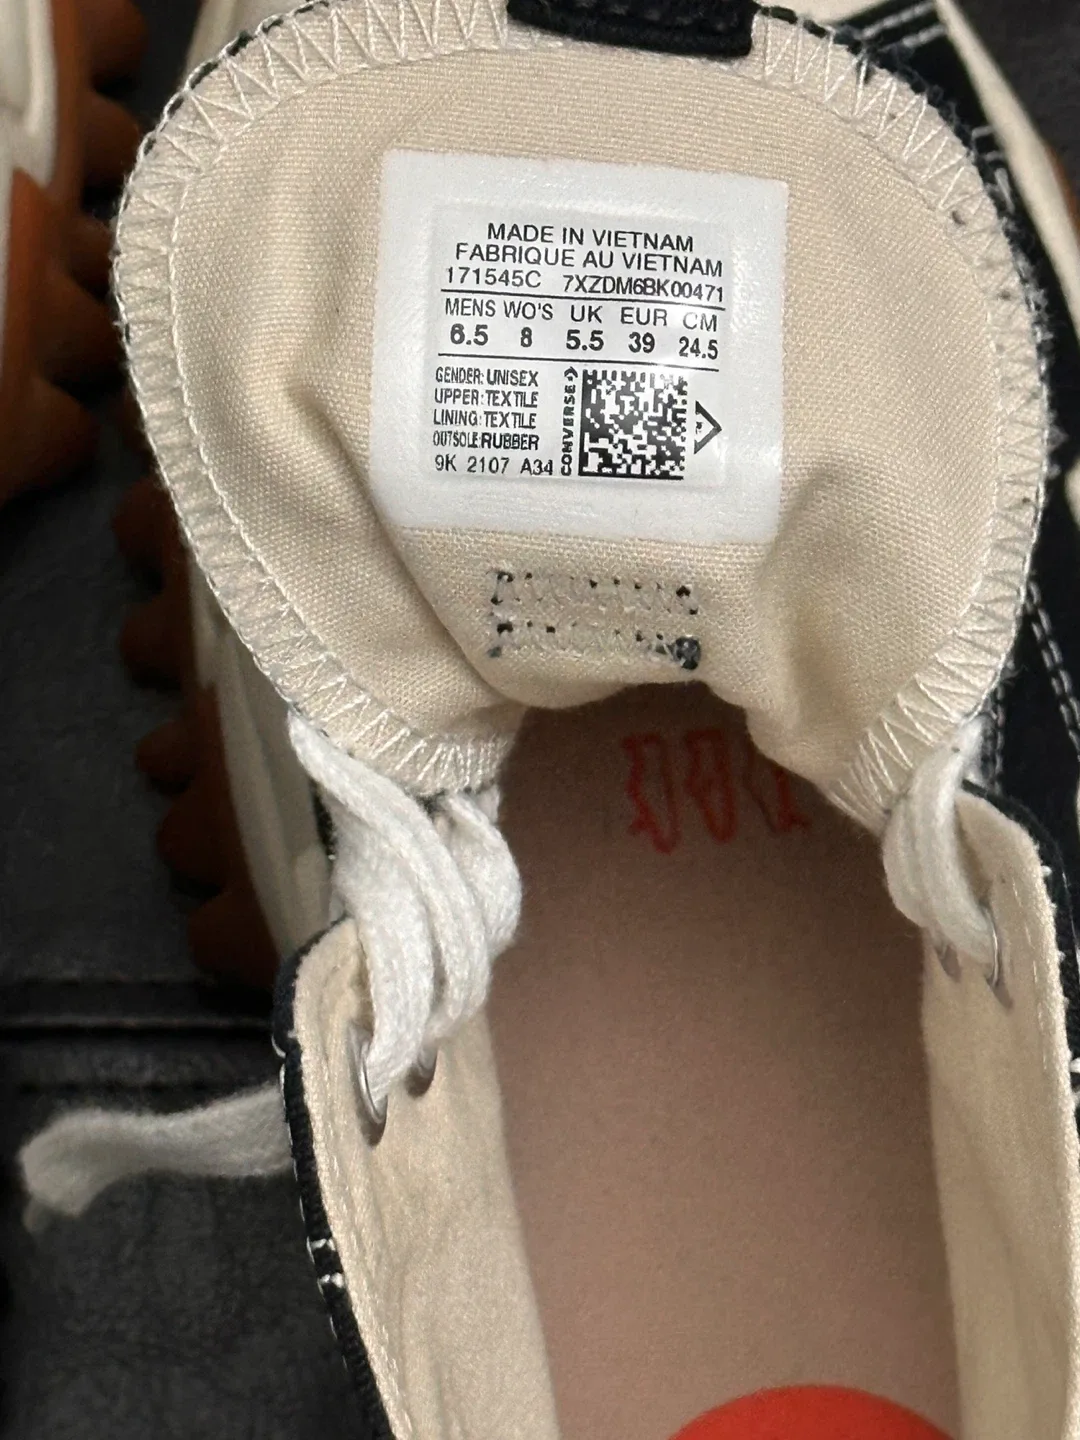 MADE IN VIETNAM
FABRIQUE AU VIETNAM
171545C 7XZDM6BK00471
MENS WO'S UK EUR CM
6.5 8 5.5 39 24.5
GENDER: UNISEX
UPPER: TEXTILE
LINING: TEXTILE
OUTSOLE: RUBBER
9K 2107 A34
CONVERSE